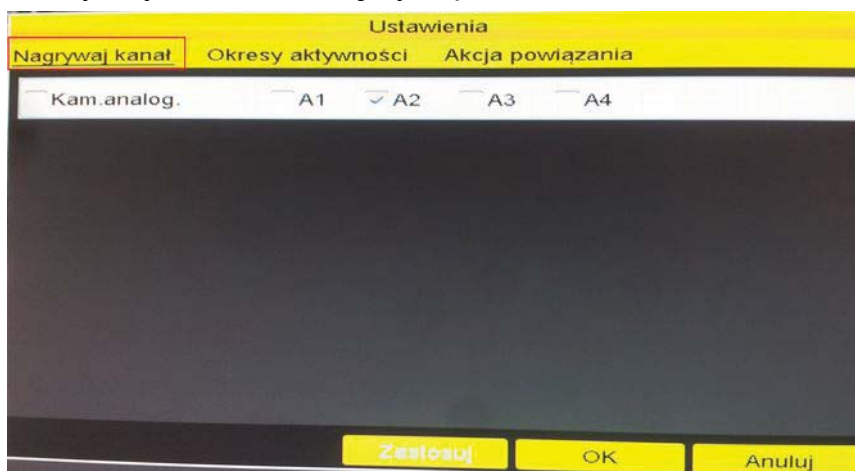 Ustawienia
Nagrywaj kanał Okresy aktywności Akcja powiązania
Kam.analog. A1 A2 A3 A4
Zastosuj OK Anuluj